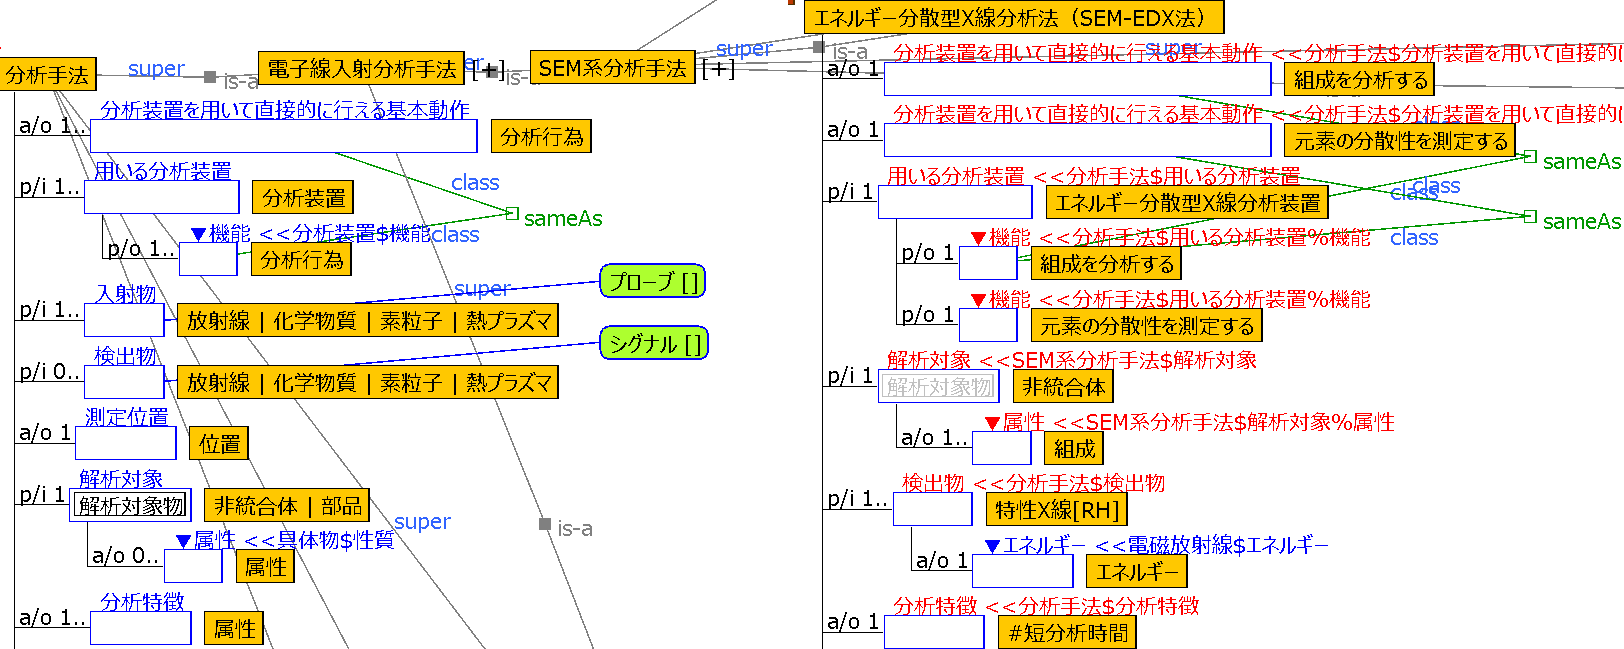 エネルギー分散型X線分析法（SEM-EDX法）
分析手法
super
is-a
電子線入射分析手法
[+]
is-a
SEM系分析手法
[+]
super
is-a
super
分析装置を用いて直接的に行える基本動作
a/o 1..
分析行為
用いる分析装置
p/i 1..
分析装置
class
sameAs
▼機能 <<分析装置$機能
class
p/o 1..
分析行為
入射物
p/i 1..
放射線 | 化学物質 | 素粒子 | 熱プラズマ
super
プローブ []
検出物
p/i 0..
放射線 | 化学物質 | 素粒子 | 熱プラズマ
シグナル []
測定位置
a/o 1
位置
解析対象
p/i 1
解析対象物
非統合体 | 部品
super
is-a
▼属性 <<具体物$性質
a/o 0..
属性
分析特徴
a/o 1..
属性
分析装置を用いて直接的に行える基本動作 <<分析手法$分析装置を用いて直接的に
a/o 1
組成を分析する
分析装置を用いて直接的に行える基本動作 <<分析手法$分析装置を用いて直接的に行
a/o 1
元素の分散性を測定する
class
sameAs
用いる分析装置 <<分析手法$用いる分析装置
p/i 1
エネルギー分散型X線分析装置
class
class
sameAs
▼機能 <<分析手法$用いる分析装置%機能
class
p/o 1
組成を分析する
▼機能 <<分析手法$用いる分析装置%機能
p/o 1
元素の分散性を測定する
解析対象 <<SEM系分析手法$解析対象
p/i 1
解析対象物
非統合体
▼属性 <<SEM系分析手法$解析対象%属性
a/o 1..
組成
検出物 <<分析手法$検出物
p/i 1..
特性X線[RH]
▼エネルギー <<電磁放射線$エネルギー
a/o 1
エネルギー
分析特徴 <<分析手法$分析特徴
a/o 1
#短分析時間